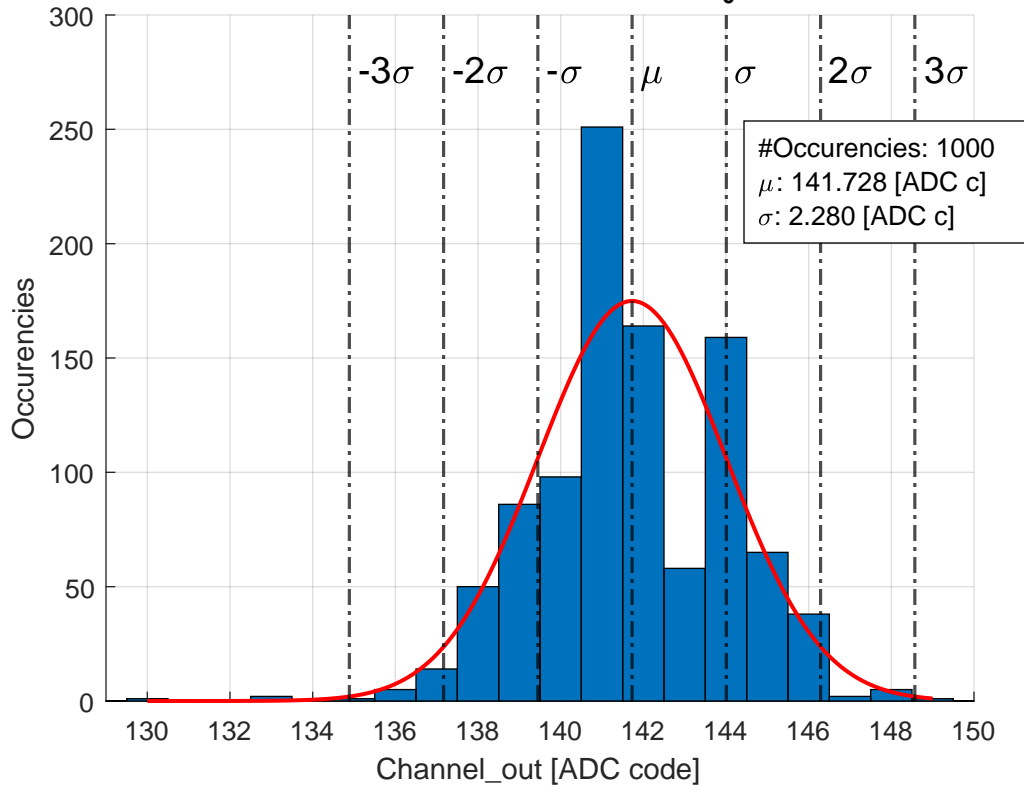 300
250
200
150
100
50
0
-3σ -2σ -σ μ σ 2σ 3σ
#Occurencies: 1000
μ: 141.728 [ADC c]
σ: 2.280 [ADC c]
Occurencies
130 132 134 136 138 140 142 144 146 148 150
Channel_out [ADC code]